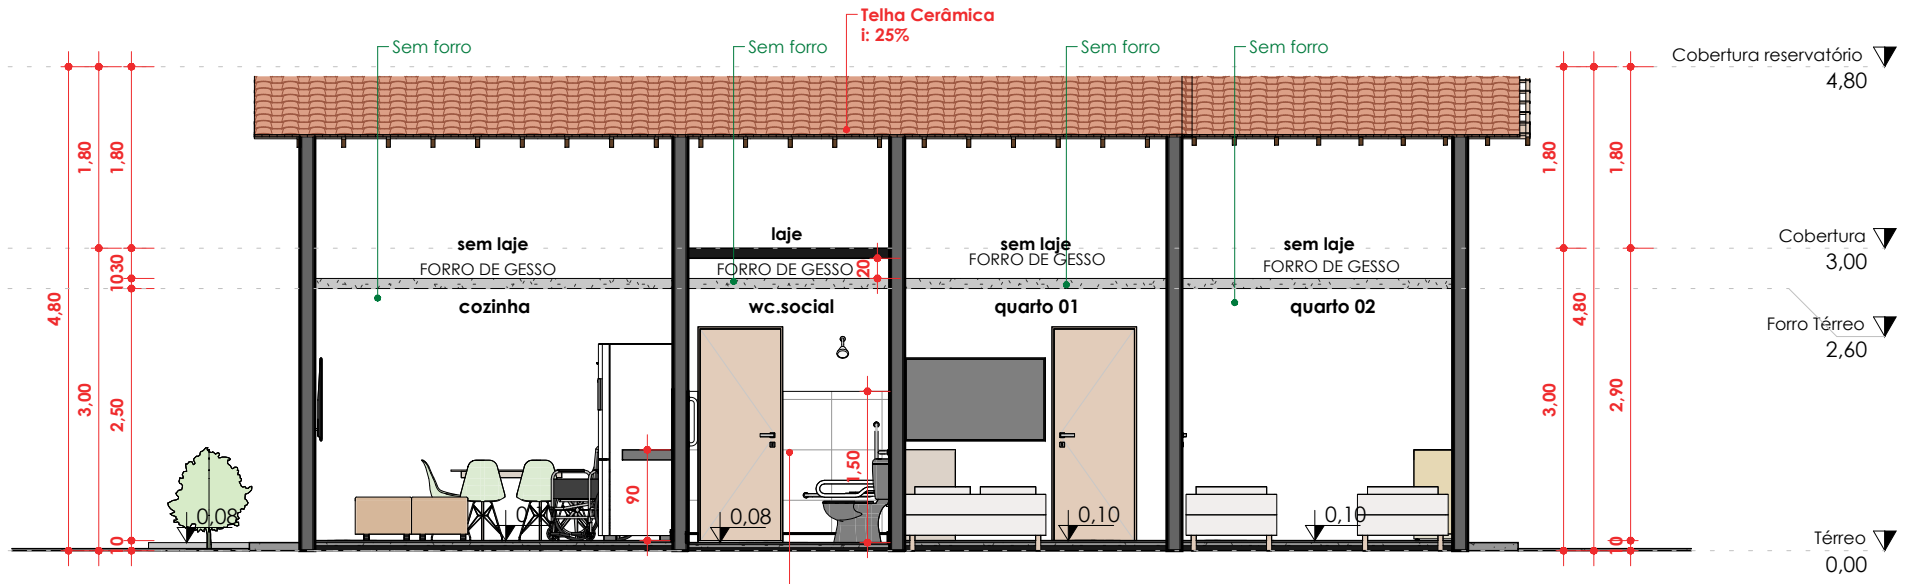 Telha Cerâmica
i: 25%
Sem forro
Sem forro
Sem forro
Sem forro
Cobertura reservatório
4,80
1,80
1,80
1,80
1,80
sem laje
FORRO DE GESSO
laje
FORRO DE GESSO
sem laje
FORRO DE GESSO
sem laje
FORRO DE GESSO
Cobertura
3,00
30
10
20
cozinha
wc.social
quarto 01
quarto 02
4,80
4,80
Forro Térreo
2,60
3,00
2,50
3,00
2,90
1,50
90
0,08
0,08
0,10
0,10
10
10
Térreo
0,00